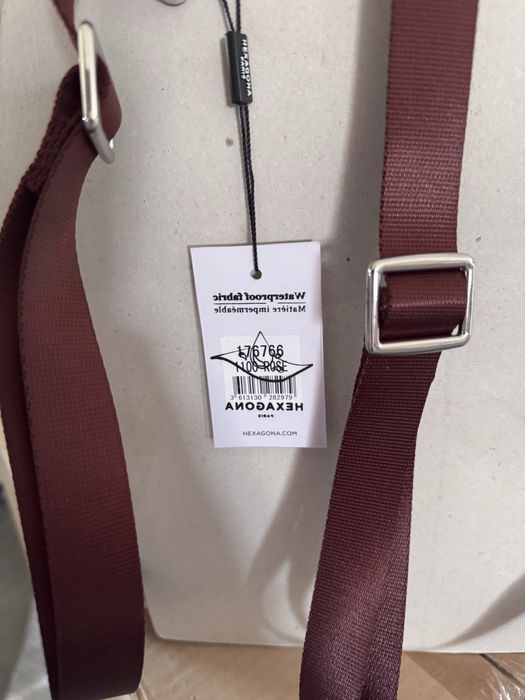 HEXAGONA
PARIS
Waterproof fabric
Matière imperméable
176766
1100 ROSE
3 613130 282979
HEXAGONA
PARIS
HEXAGONA.COM